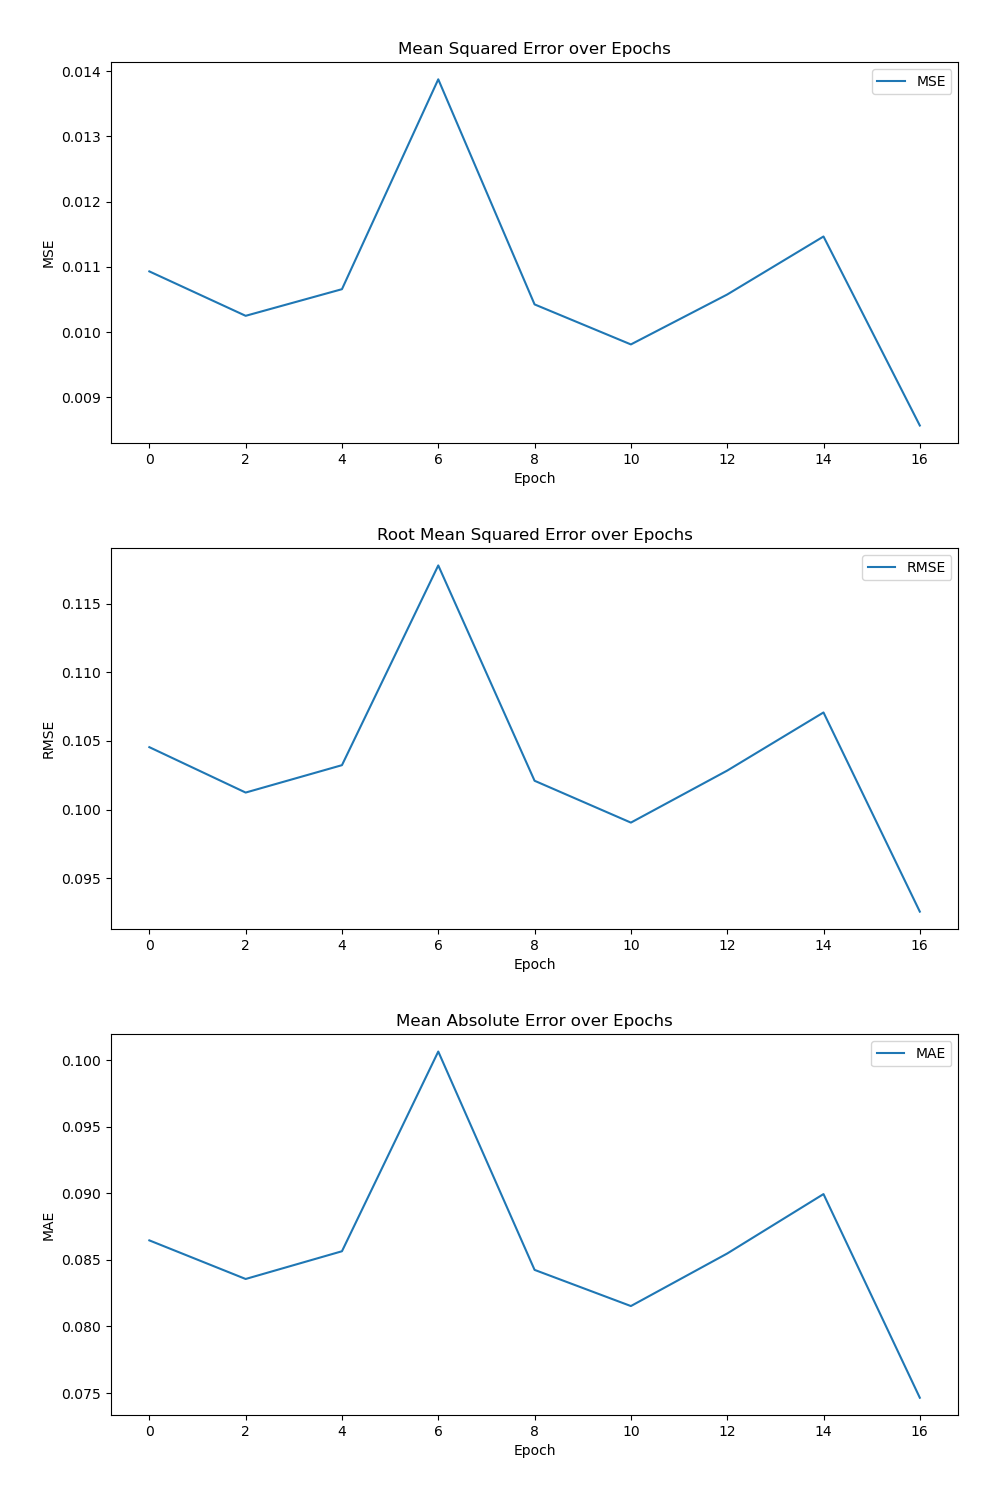 Mean Squared Error over Epochs
MSE
0.014
0.013
0.012
0.011
0.010
0.009
MSE
0 2 4 6 8 10 12 14 16
Epoch
Root Mean Squared Error over Epochs
RMSE
0.115
0.110
0.105
0.100
0.095
RMSE
0 2 4 6 8 10 12 14 16
Epoch
Mean Absolute Error over Epochs
MAE
0.100
0.095
0.090
0.085
0.080
0.075
MAE
0 2 4 6 8 10 12 14 16
Epoch